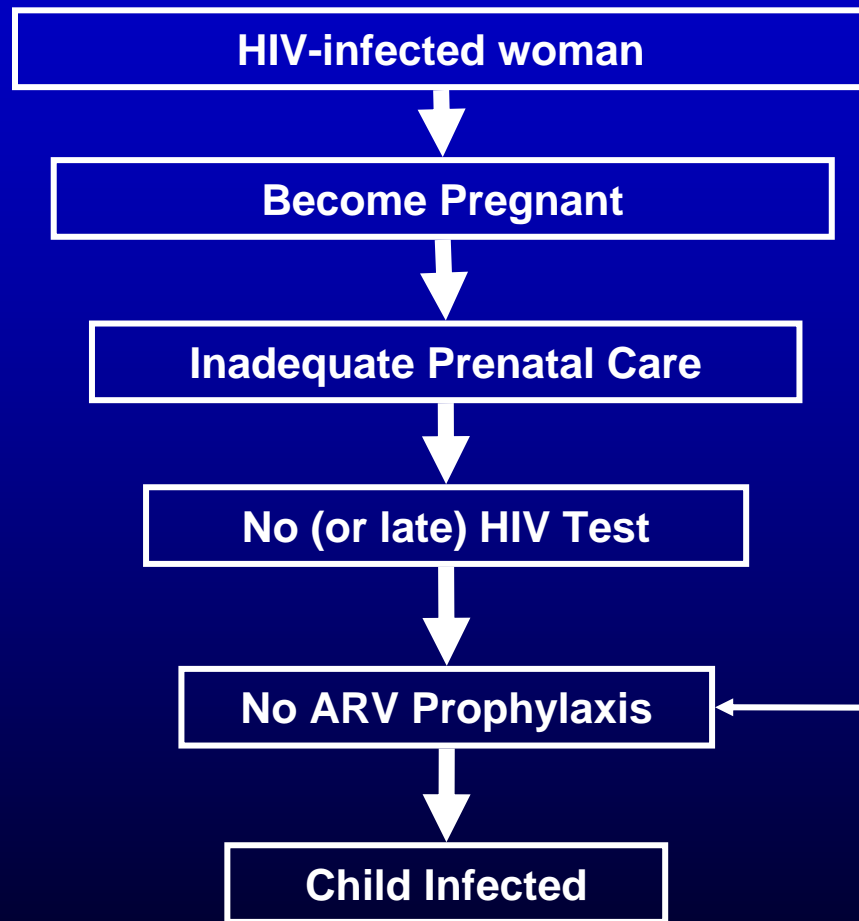 HIV-infected woman
Become Pregnant
Inadequate Prenatal Care
No (or late) HIV Test
No ARV Prophylaxis
Child Infected